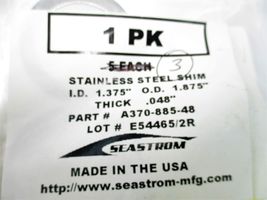 1 PK
5 EACH 3
STAINLESS STEEL SHIM
I.D. 1.375" O.D. 1.875"
THICK .048"
PART # A370-885-48
LOT # E54465/2R
SEASTROM
MADE IN THE USA
www.seastrom-mfg.com